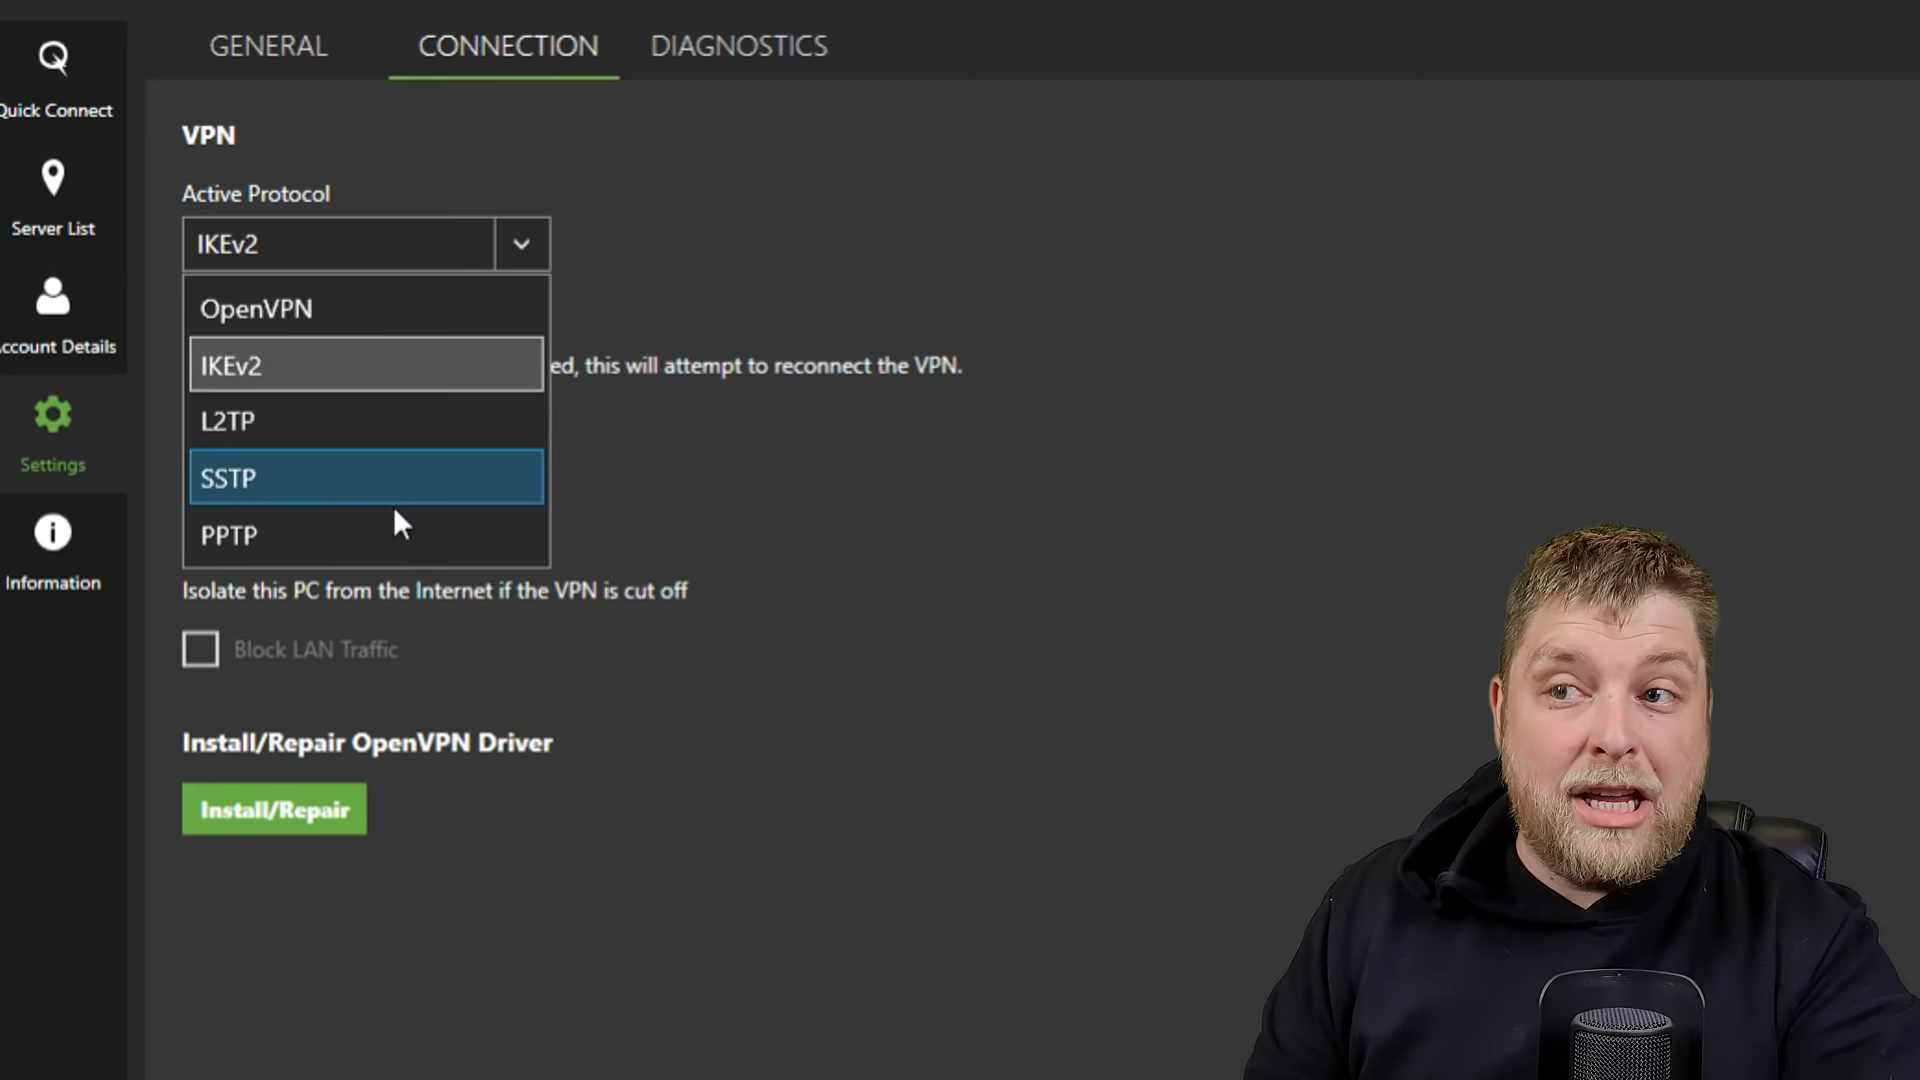 GENERAL CONNECTION DIAGNOSTICS
Quick Connect
Server List
ccount Details
Settings
Information
VPN
Active Protocol
IKEv2
OpenVPN
IKEv2
ed, this will attempt to reconnect the VPN.
L2TP
SSTP
PPTP
Isolate this PC from the Internet if the VPN is cut off
Block LAN Traffic
Install/Repair OpenVPN Driver
Install/Repair